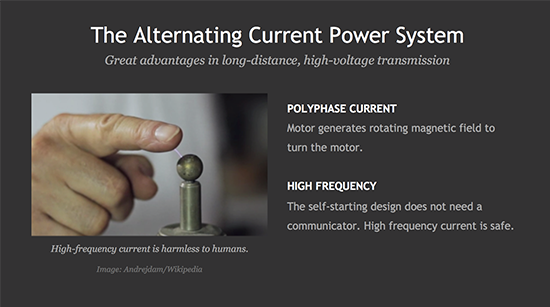 The Alternating Current Power System
Great advantages in long-distance, high-voltage transmission
POLYPHASE CURRENT
Motor generates rotating magnetic field to
turn the motor.
HIGH FREQUENCY
The self-starting design does not need a
communicator. High frequency current is safe.
High-frequency current is harmless to humans.
Image: Andrejdam/Wikipedia